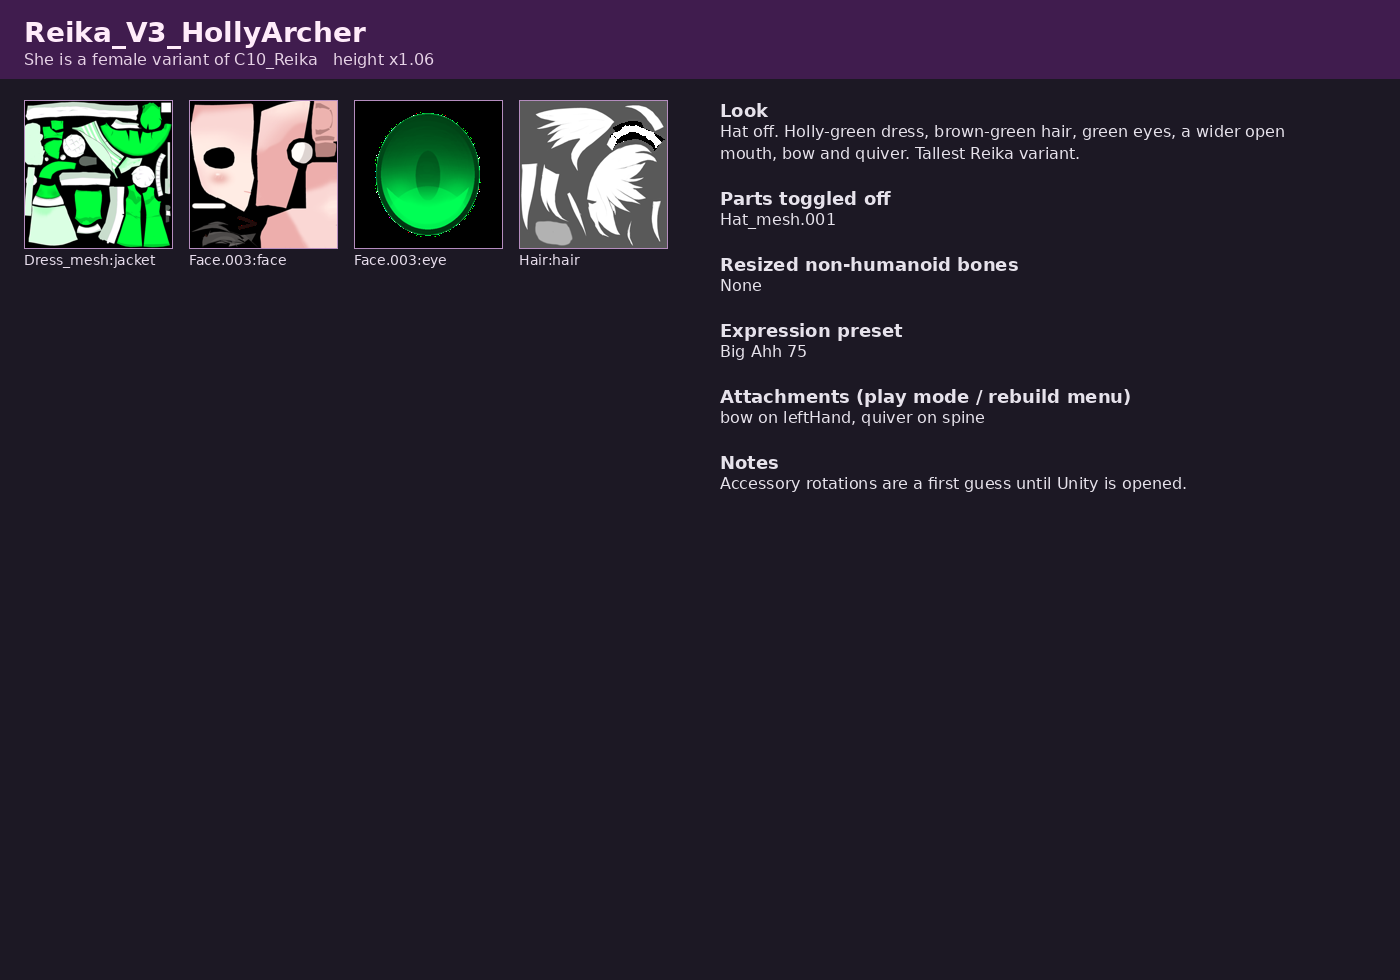 Reika_V3_HollyArcher
She is a female variant of C10_Reika   height x1.06
Dress_mesh:jacket
Face.003:face
Face.003:eye
Hair:hair
Look
Hat off. Holly-green dress, brown-green hair, green eyes, a wider open
mouth, bow and quiver. Tallest Reika variant.
Parts toggled off
Hat_mesh.001
Resized non-humanoid bones
None
Expression preset
Big Ahh 75
Attachments (play mode / rebuild menu)
bow on leftHand, quiver on spine
Notes
Accessory rotations are a first guess until Unity is opened.